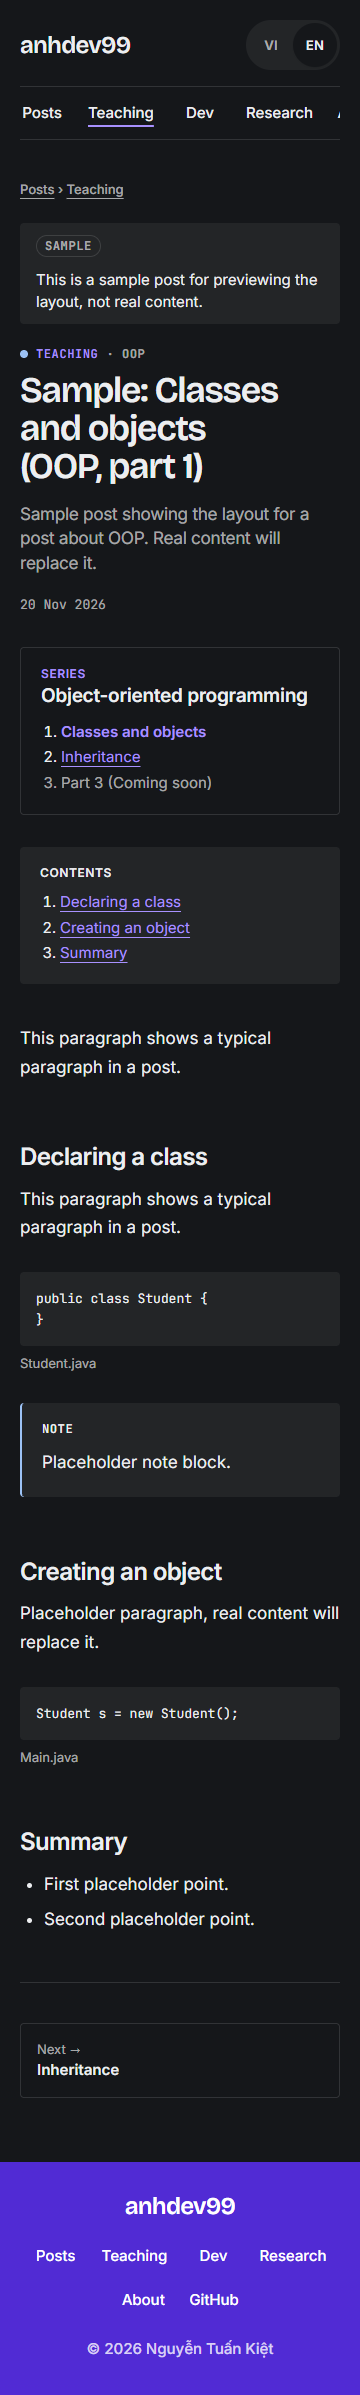 anhdev99
VI EN
Posts Teaching Dev Research
Posts › Teaching
SAMPLE
This is a sample post for previewing the
layout, not real content.
TEACHING · OOP
Sample: Classes
and objects
(OOP, part 1)
Sample post showing the layout for a
post about OOP. Real content will
replace it.
20 Nov 2026
SERIES
Object-oriented programming
1. Classes and objects
2. Inheritance
3. Part 3 (Coming soon)
CONTENTS
1. Declaring a class
2. Creating an object
3. Summary
This paragraph shows a typical
paragraph in a post.
Declaring a class
This paragraph shows a typical
paragraph in a post.
public class Student {
}
Student.java
NOTE
Placeholder note block.
Creating an object
Placeholder paragraph, real content will
replace it.
Student s = new Student();
Main.java
Summary
• First placeholder point.
• Second placeholder point.
Next →
Inheritance
anhdev99
Posts Teaching Dev Research
About GitHub
© 2026 Nguyễn Tuấn Kiệt